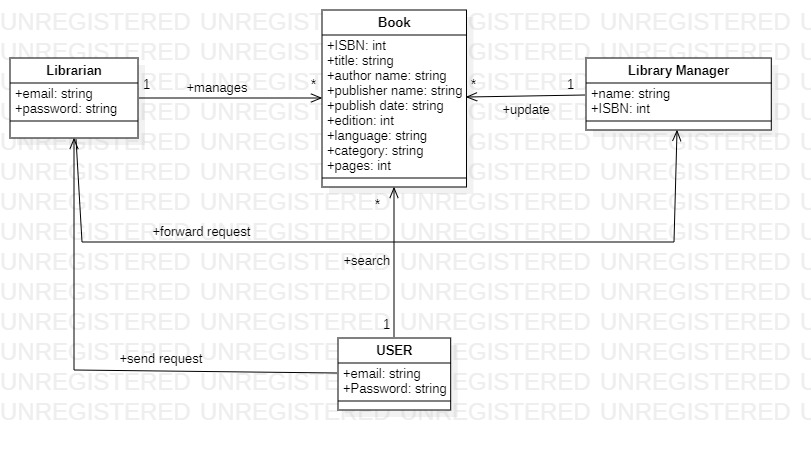 Book
+ISBN: int
+title: string
+author name: string
+publisher name: string
+publish date: string
+edition: int
+language: string
+category: string
+pages: int
Librarian
+email: string
+password: string
1
+manages
*
*
+update
1
Library Manager
+name: string
+ISBN: int
*
+forward request
+search
1
+send request
USER
+email: string
+Password: string
UNREGISTERED